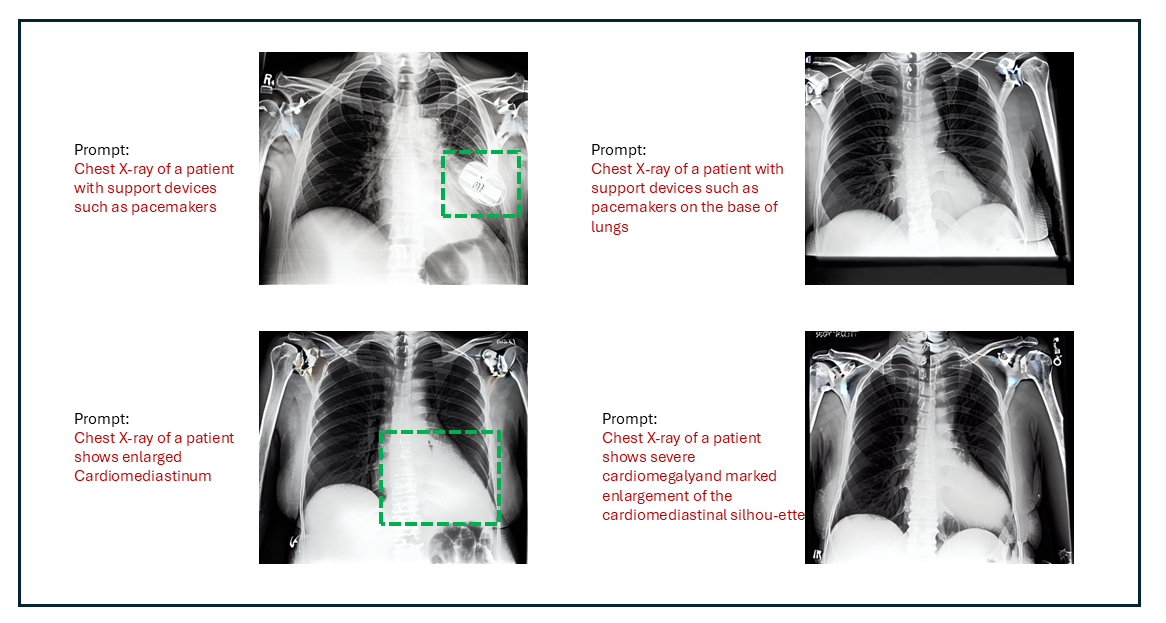 R
Prompt:
Chest X-ray of a patient
with support devices
such as pacemakers
Prompt:
Chest X-ray of a patient with
support devices such as
pacemakers on the base of
lungs
Prompt:
Chest X-ray of a patient
shows enlarged
Cardiomediastinum
Prompt:
Chest X-ray of a patient
shows severe
cardiomegalyand marked
enlargement of the
cardiomediastinal silhou-ette